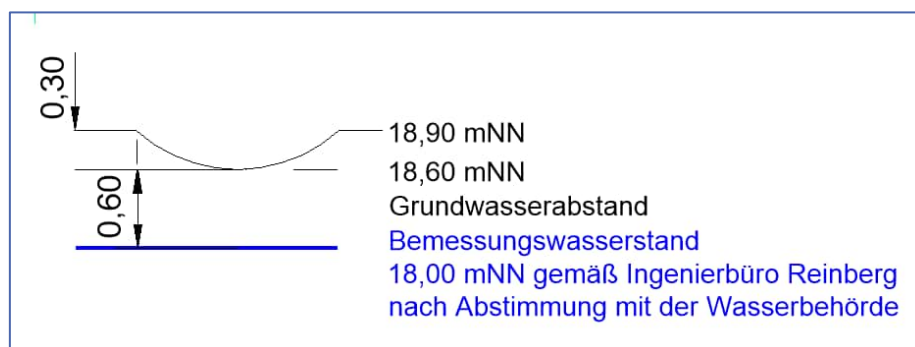 0,30
18,90 mNN
18,60 mNN
0,60
Grundwasserabstand
Bemessungswasserstand
18,00 mNN gemäß Ingenierbüro Reinberg
nach Abstimmung mit der Wasserbehörde